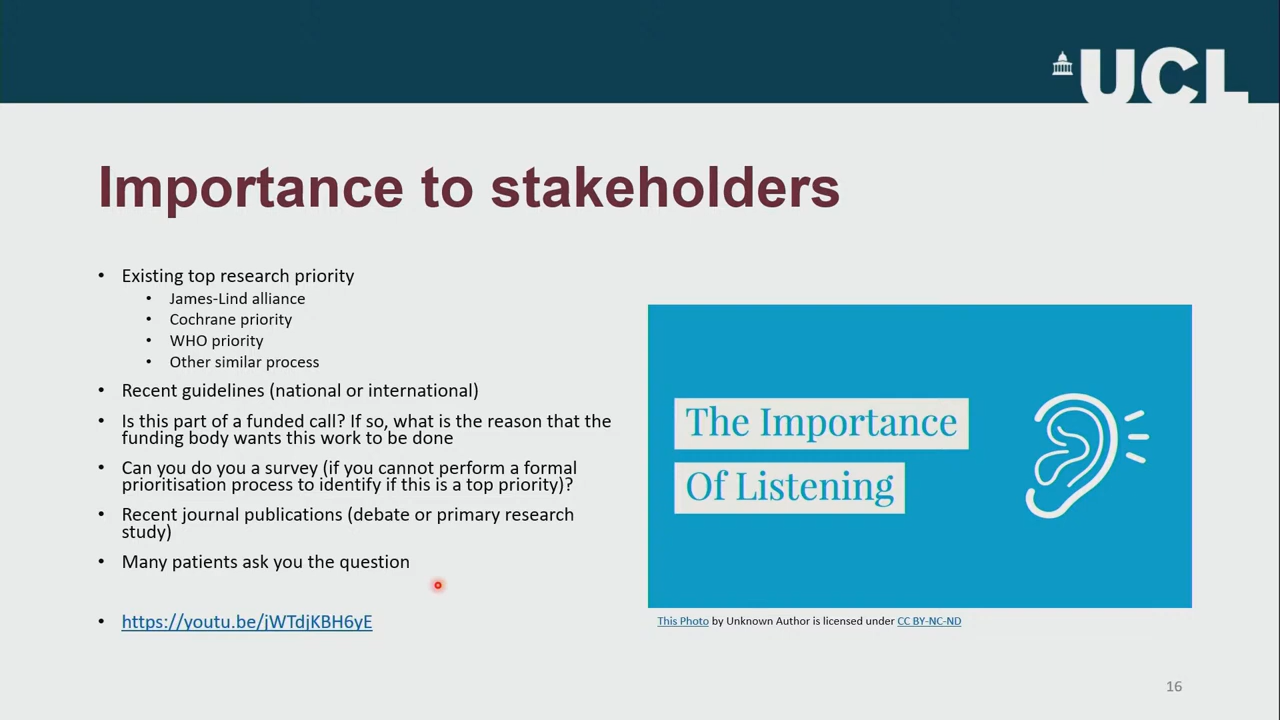 UCL
Importance to stakeholders
• Existing top research priority
• James-Lind alliance
• Cochrane priority
• WHO priority
• Other similar process
• Recent guidelines (national or international)
• Is this part of a funded call? If so, what is the reason that the
funding body wants this work to be done
• Can you do you a survey (if you cannot perform a formal
prioritisation process to identify if this is a top priority)?
• Recent journal publications (debate or primary research
study)
• Many patients ask you the question
• https://youtu.be/jWTdjKBH6yE
The Importance
Of Listening
This Photo by Unknown Author is licensed under CC BY-NC-ND
16